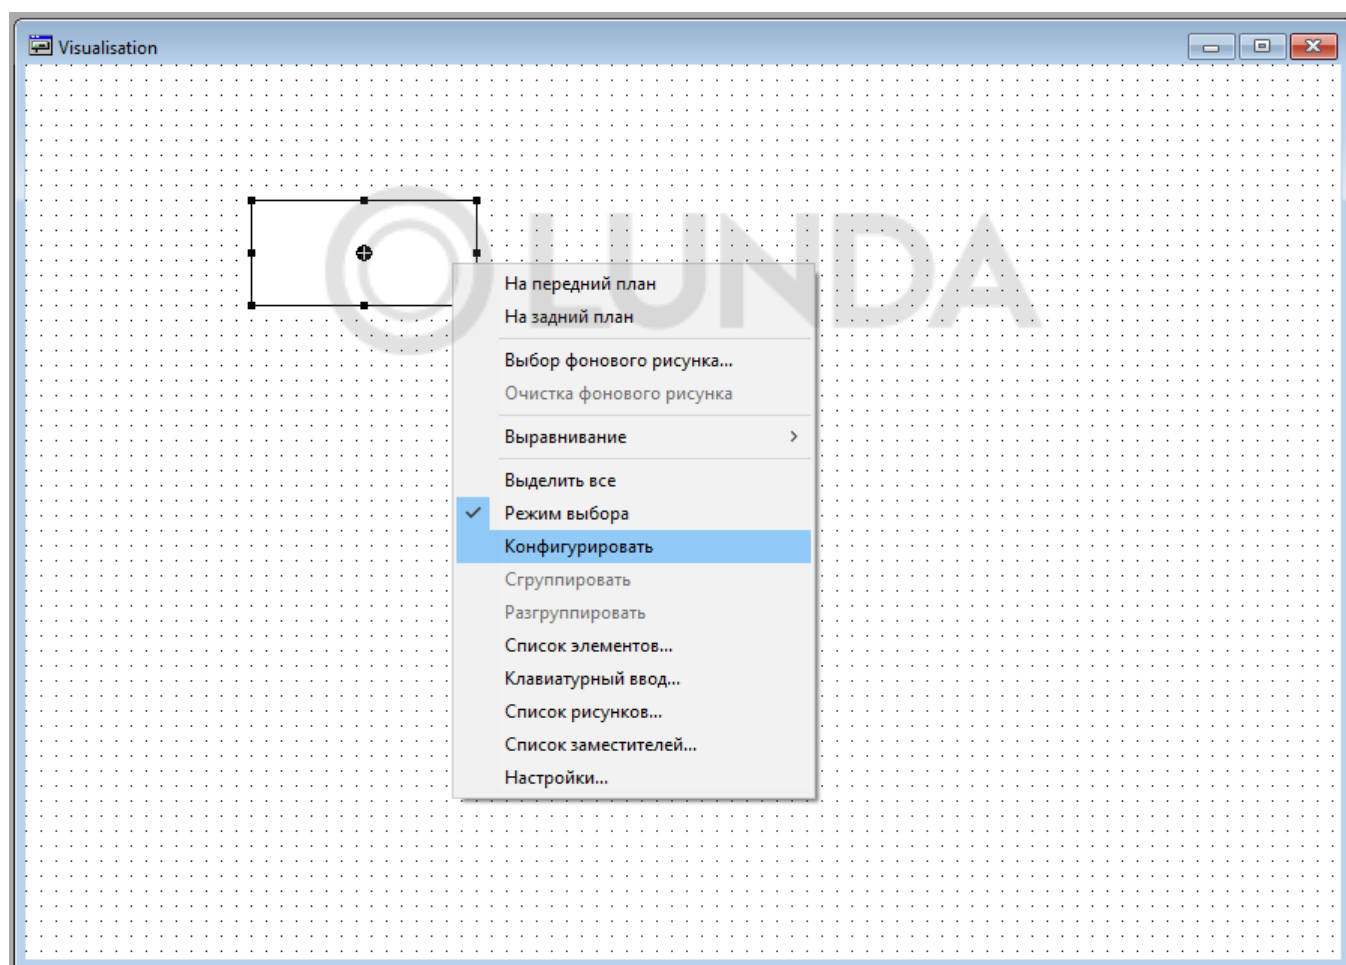 Visualisation
LUNDA
На передний план
На задний план
Выбор фонового рисунка...
Очистка фонового рисунка
Выравнивание
Выделить все
Режим выбора
Конфигурировать
Сгруппировать
Разгруппировать
Список элементов...
Клавиатурный ввод...
Список рисунков...
Список заместителей...
Настройки...